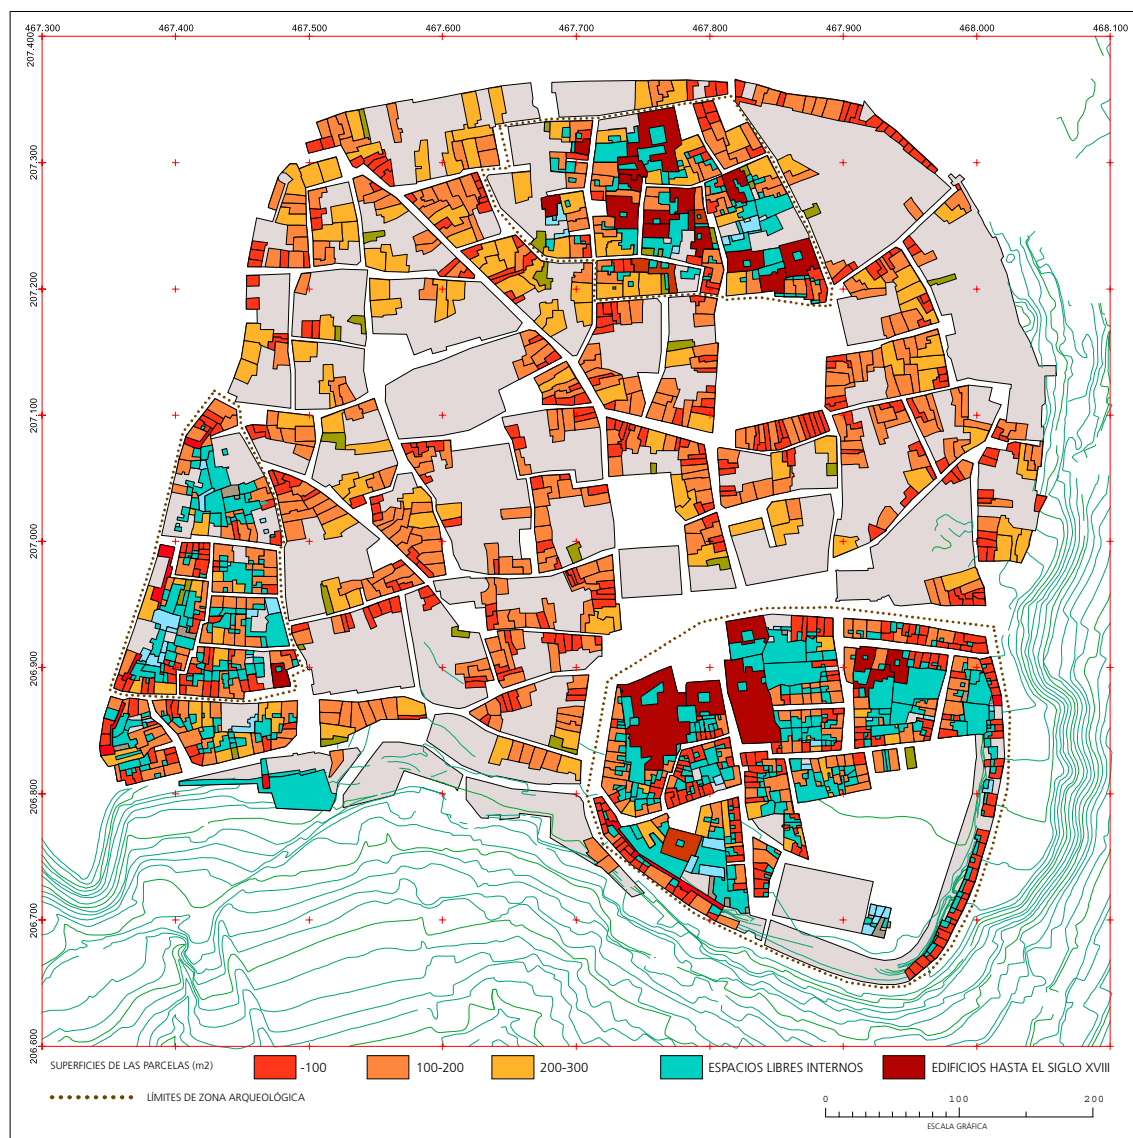 467.300 467.400 467.500 467.600 467.700 467.800 467.900 468.000 468.100
207.400
207.300
207.200
207.100
207.000
206.900
206.800
206.700
206.600
SUPERFICIES DE LAS PARCELAS (m2) -100 100-200 200-300 ESPACIOS LIBRES INTERNOS EDIFICIOS HASTA EL SIGLO XVIII
LÍMITES DE ZONA ARQUEOLÓGICA
0 100 200
ESCALA GRÁFICA